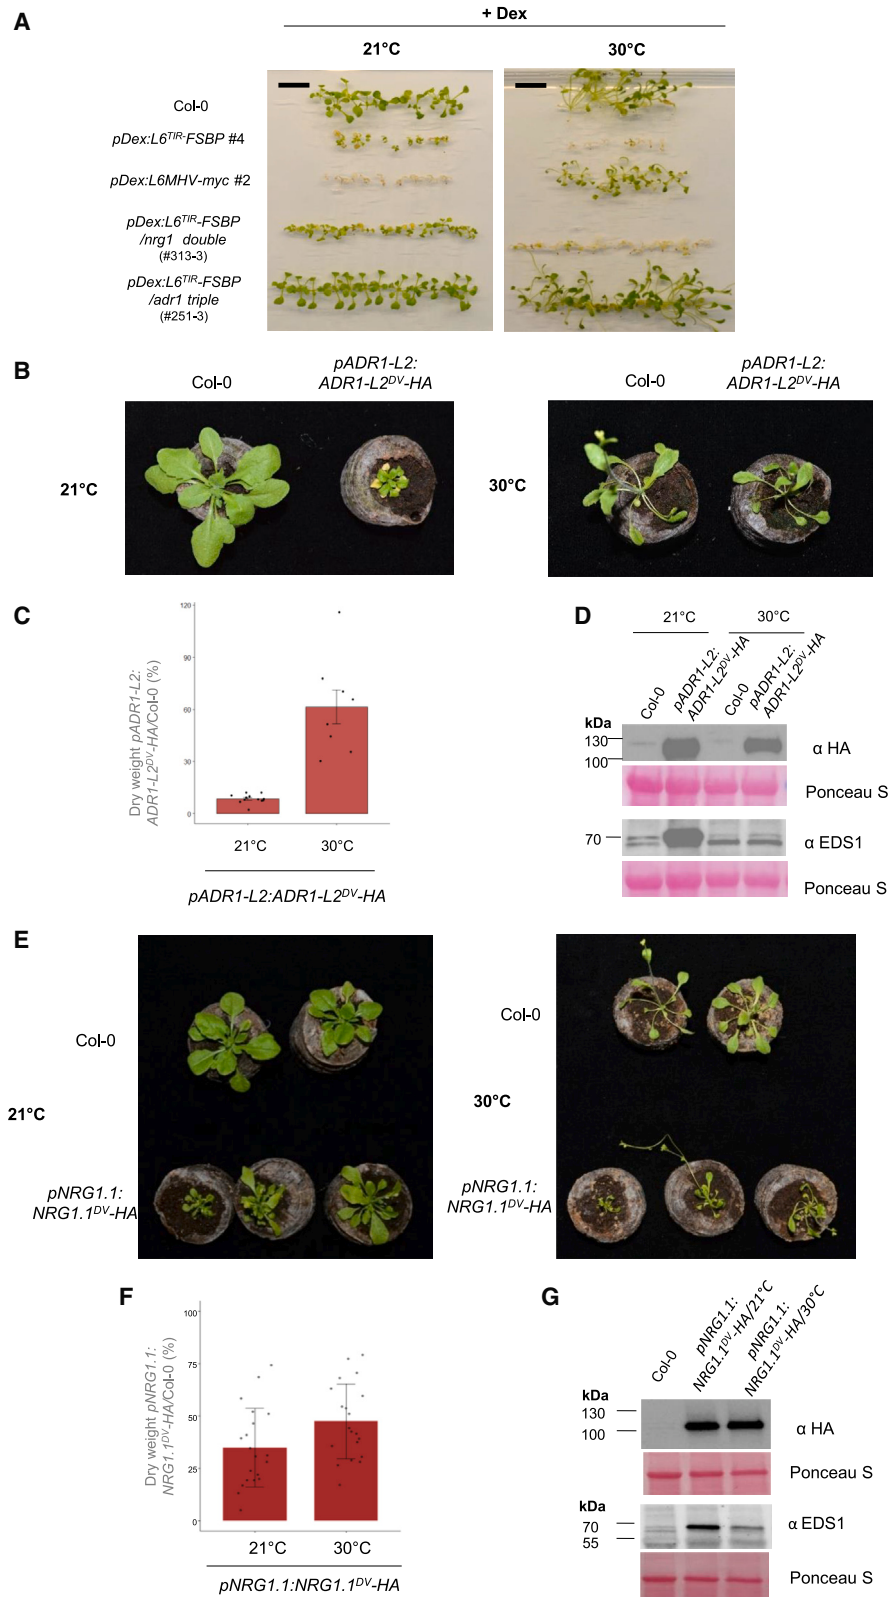 A
+ Dex
21°C
30°C
Col-0
pDex:L6TIR-FSBP #4
pDex:L6MHV-myc #2
pDex:L6TIR-FSBP
/nrg1 double
(#313-3)
pDex:L6TIR-FSBP
/adr1 triple
(#251-3)
B
Col-0
pADR1-L2:
ADR1-L2DV-HA
Col-0
pADR1-L2:
ADR1-L2DV-HA
21°C
30°C
C
Dry weight pADR1-L2:
ADR1-L2DV-HA/Col-0 (%)
120
90
60
30
0
21°C
30°C
pADR1-L2:ADR1-L2DV-HA
D
21°C
30°C
Col-0
pADR1-L2:
ADR1-L2DV-HA
Col-0
pADR1-L2:
ADR1-L2DV-HA
kDa
130
100
α HA
Ponceau S
70
α EDS1
Ponceau S
E
Col-0
21°C
pNRG1.1:
NRG1.1DV-HA
Col-0
30°C
pNRG1.1:
NRG1.1DV-HA
F
Dry weight pNRG1.1:
NRG1.1DV-HA/Col-0 (%)
100
75
50
25
0
21°C
30°C
pNRG1.1:NRG1.1DV-HA
G
Col-0
pNRG1.1:
NRG1.1DV-HA/21°C
pNRG1.1:
NRG1.1DV-HA/30°C
kDa
130
100
α HA
Ponceau S
kDa
70
55
α EDS1
Ponceau S